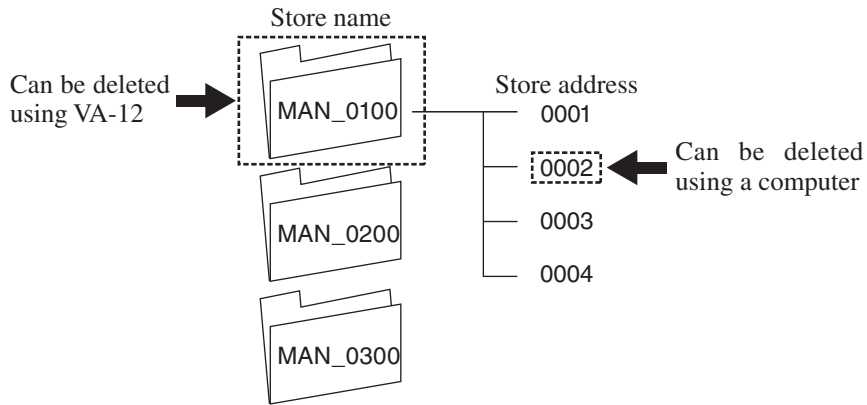 Store name
Can be deleted
using VA-12
MAN_0100
Store address
0001
0002
Can be deleted
using a computer
MAN_0200
0003
0004
MAN_0300